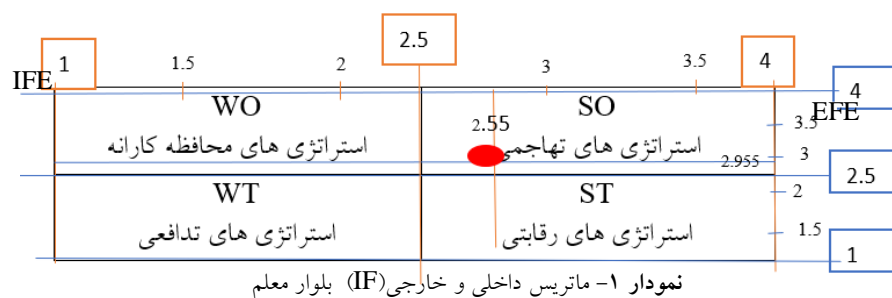 2.5
1 1.5 2 3 3.5 4
IFE 4
WO SO EFE
2.55 3.5
استراتژی های محافظه کارانه استراتژی های تهاجمی
2.955 3
2.5
WT ST 2
استراتژی های تدافعی استراتژی های رقابتی 1.5
1
نمودار ۱- ماتریس داخلی و خارجی(IF) بلوار معلم